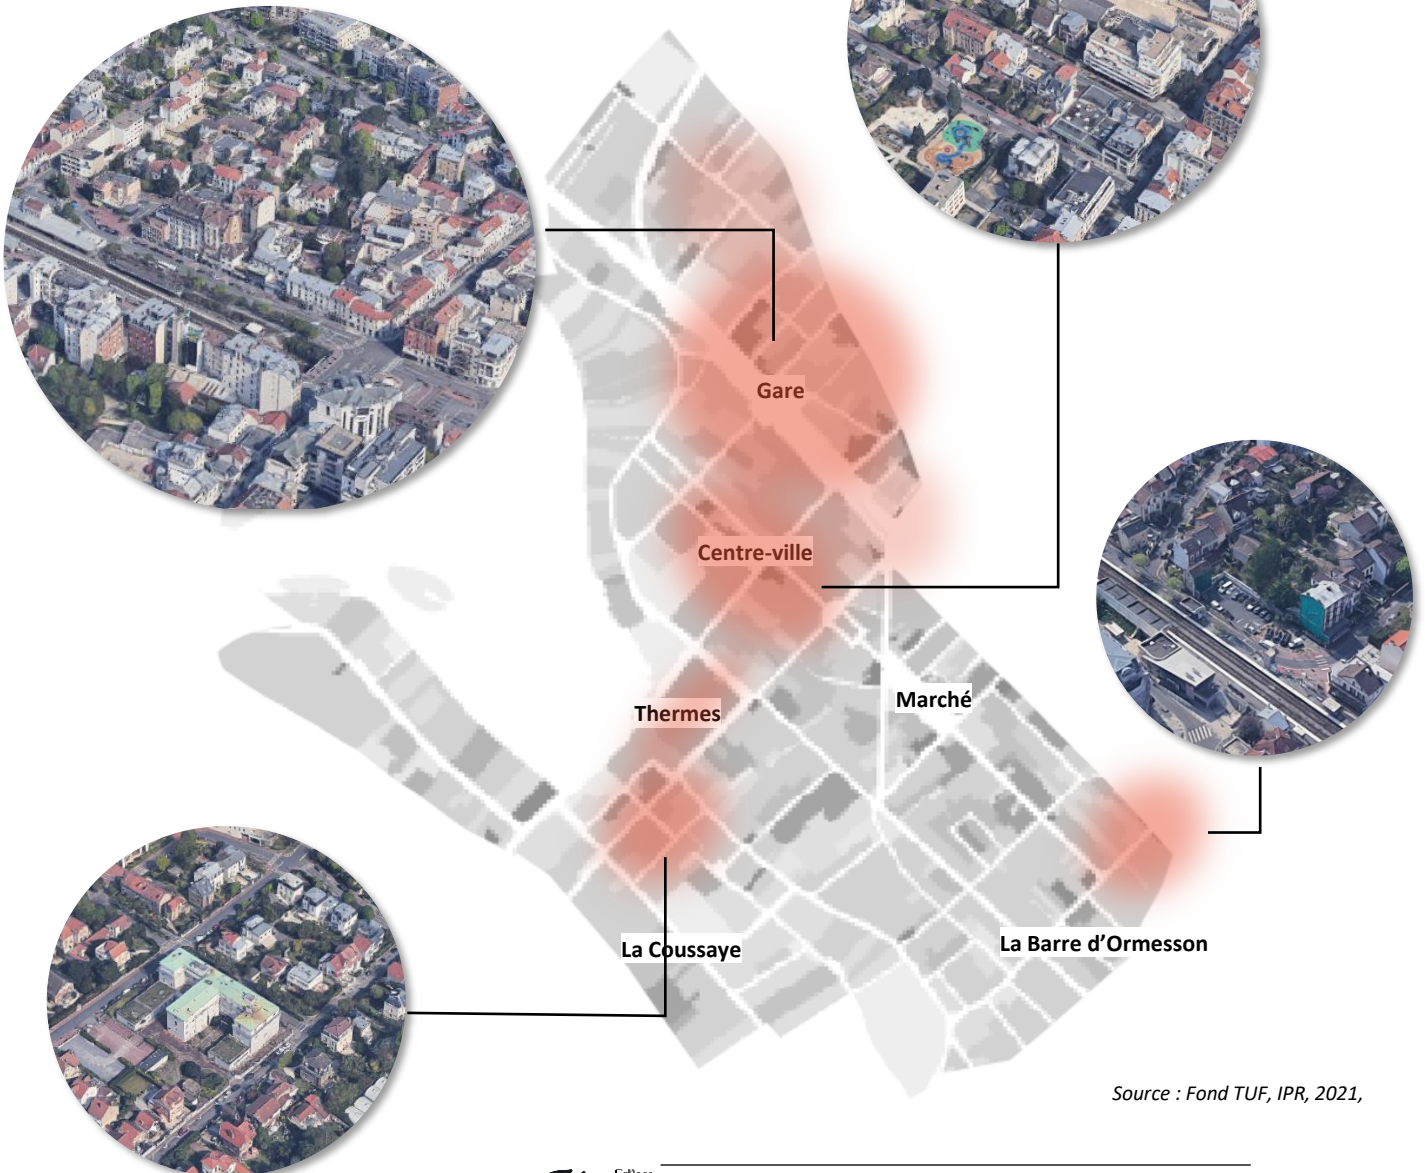 Gare
Centre-ville
Marché
Thermes
La Coussaye
La Barre d’Ormesson
Source : Fond TUF, IPR, 2021,